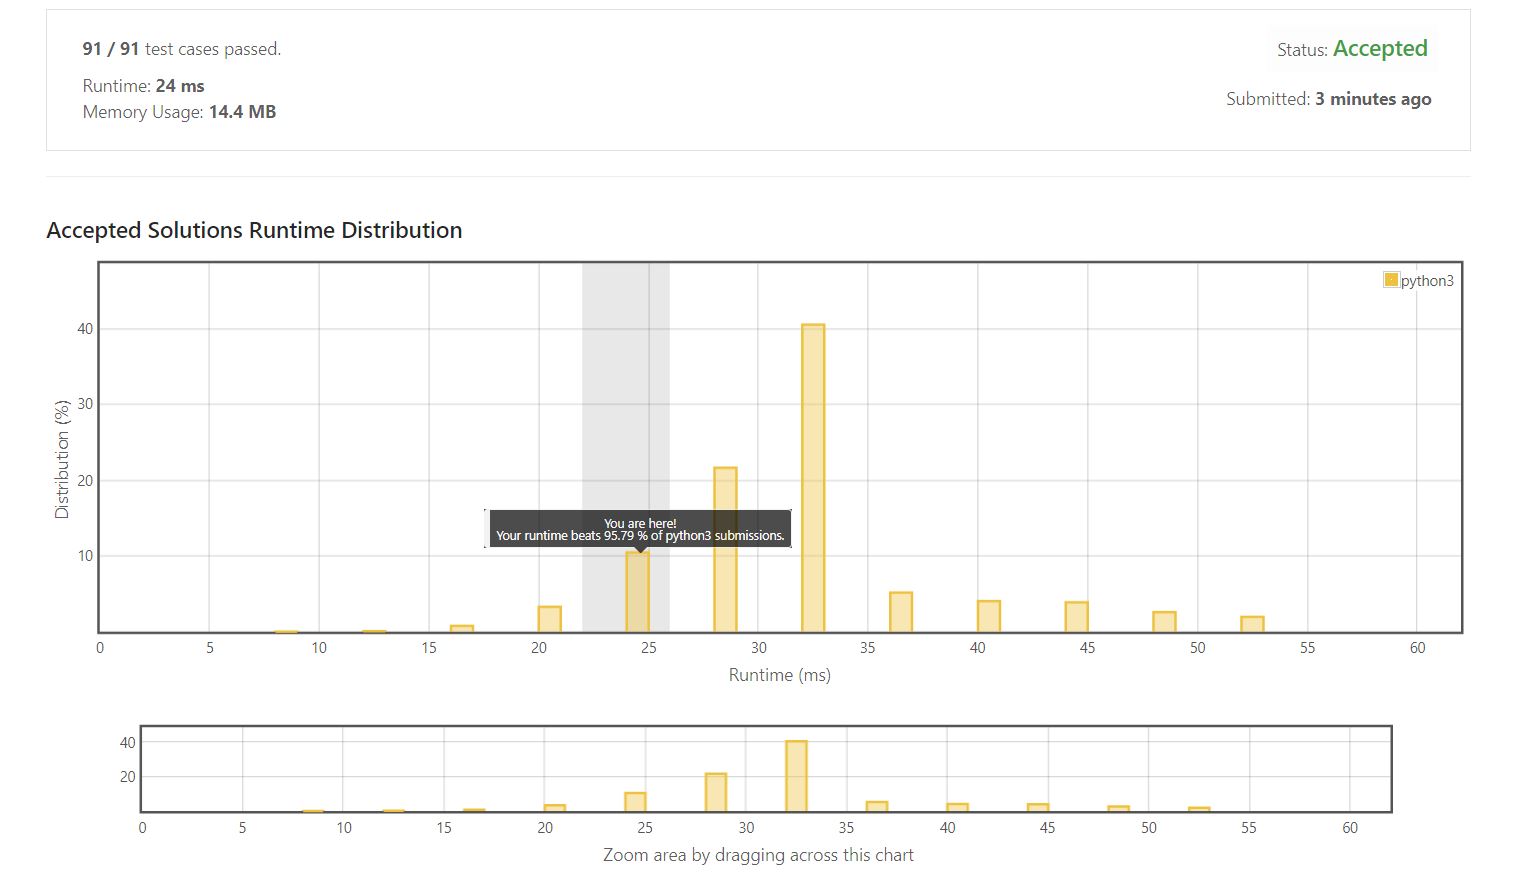 91 / 91 test cases passed.
Status: Accepted
Runtime: 24 ms
Memory Usage: 14.4 MB
Submitted: 3 minutes ago
Accepted Solutions Runtime Distribution
python3
Distribution (%)
40
30
20
10
You are here!
Your runtime beats 95.79 % of python3 submissions.
0 5 10 15 20 25 30 35 40 45 50 55 60
Runtime (ms)
40
20
0 5 10 15 20 25 30 35 40 45 50 55 60
Zoom area by dragging across this chart